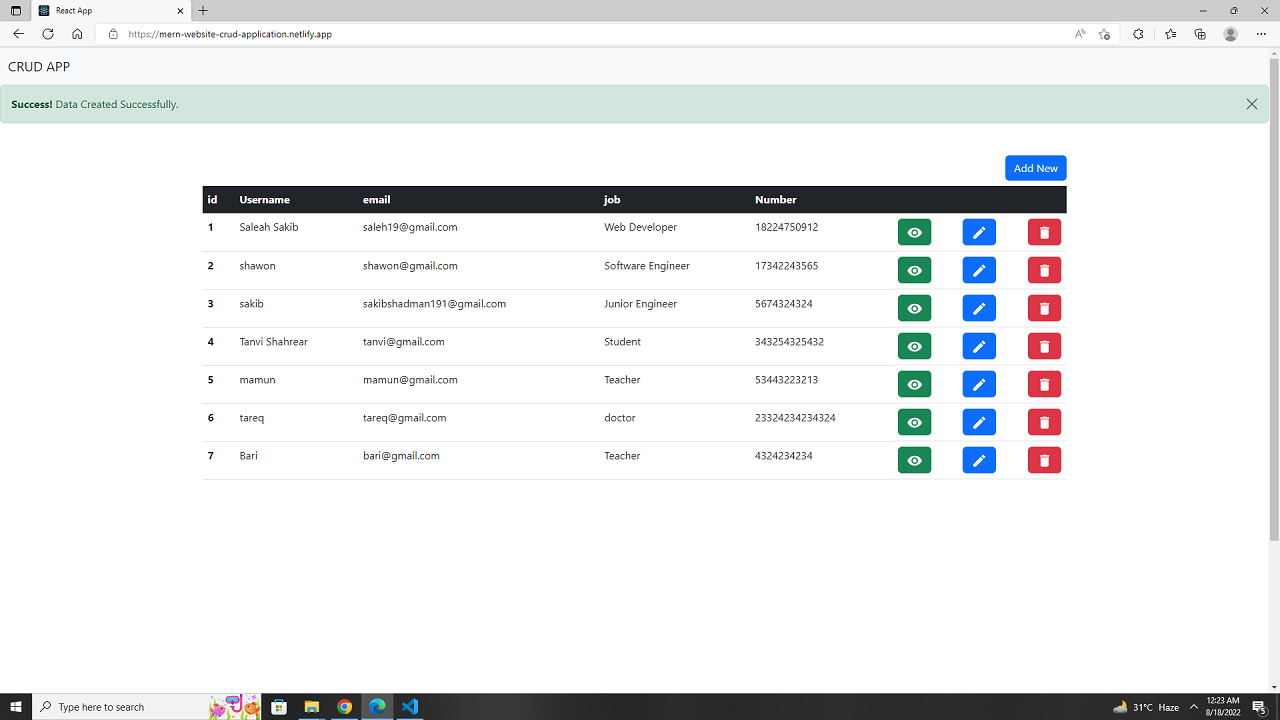 React App
https://mern-website-crud-application.netlify.app
CRUD APP
Success! Data Created Successfully.
Add New
id Username email job Number
1 Saleah Sakib saleh19@gmail.com Web Developer 18224750912
2 shawon shawon@gmail.com Software Engineer 17342243565
3 sakib sakibshadman191@gmail.com Junior Engineer 5674324324
4 Tanvi Shahrear tanvi@gmail.com Student 343254325432
5 mamun mamun@gmail.com Teacher 53443223213
6 tareq tareq@gmail.com doctor 23324234234324
7 Bari bari@gmail.com Teacher 4324234234
Type here to search
31°C Haze
12:23 AM
8/18/2022
5